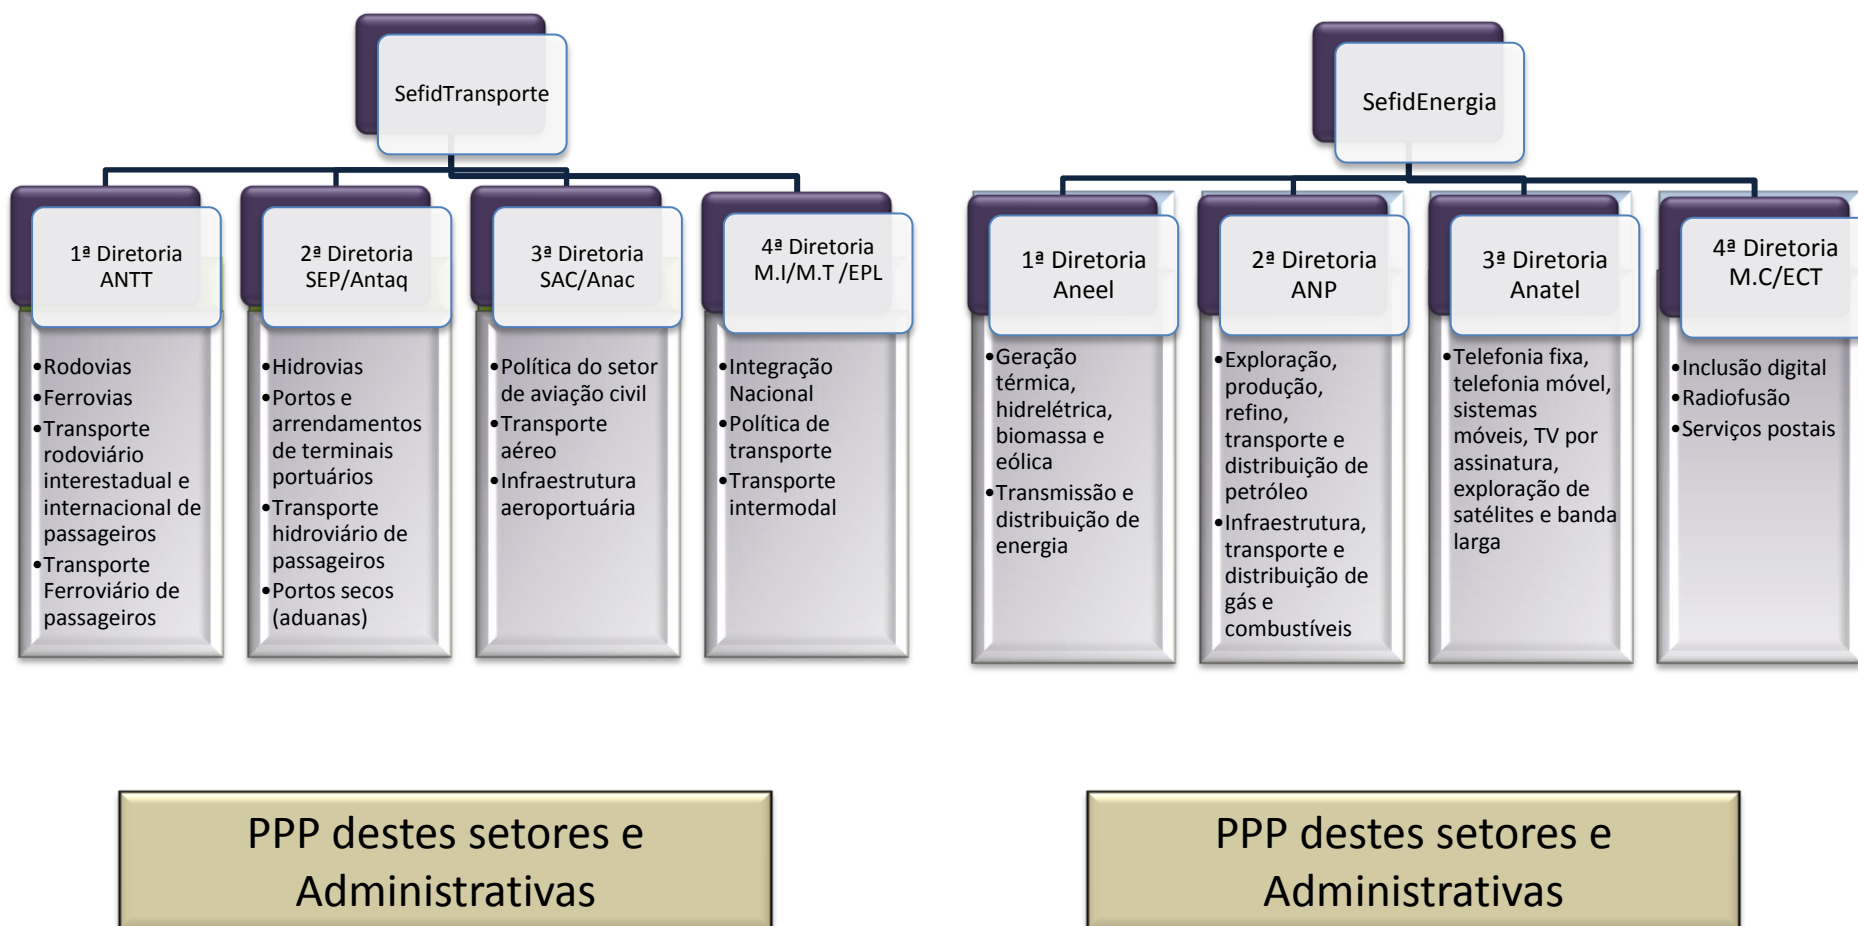 SefidTransporte
1ª Diretoria
ANTT
•Rodovias
•Ferrovias
•Transporte
rodoviário
interestadual e
internacional de
passageiros
•Transporte
Ferroviário de
passageiros
2ª Diretoria
SEP/Antaq
•Hidrovias
•Portos e
arrendamentos
de terminais
portuários
•Transporte
hidroviário de
passageiros
•Portos secos
(aduanas)
3ª Diretoria
SAC/Anac
•Política do setor
de aviação civil
•Transporte
aéreo
•Infraestrutura
aeroportuária
4ª Diretoria
M.I/M.T /EPL
•Integração
Nacional
•Política de
transporte
•Transporte
intermodal
PPP destes setores e
Administrativas
SefidEnergia
1ª Diretoria
Aneel
•Geração
térmica,
hidrelétrica,
biomassa e
eólica
•Transmissão e
distribuição de
energia
2ª Diretoria
ANP
•Exploração,
produção,
refino,
transporte e
distribuição de
petróleo
•Infraestrutura,
transporte e
distribuição de
gás e
combustíveis
3ª Diretoria
Anatel
•Telefonia fixa,
telefonia móvel,
sistemas
móveis, TV por
assinatura,
exploração de
satélites e banda
larga
4ª Diretoria
M.C/ECT
•Inclusão digital
•Radiofusão
•Serviços postais
PPP destes setores e
Administrativas